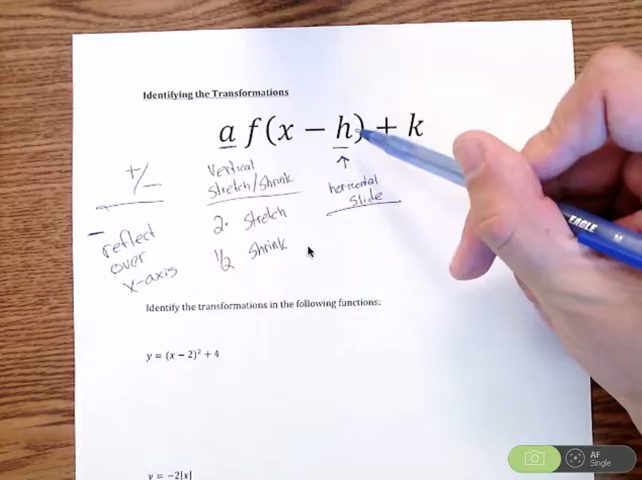 Identifying the Transformations
a f(x − h) + k
+/−
Vertical
Stretch/Shrink
horizontal
Slide
2· Stretch
1/2 Shrink
− reflect
over
x-axis
Identify the transformations in the following functions.
y = (x − 2)² + 4
y = −2|x|
EAGLE M
AF
Single